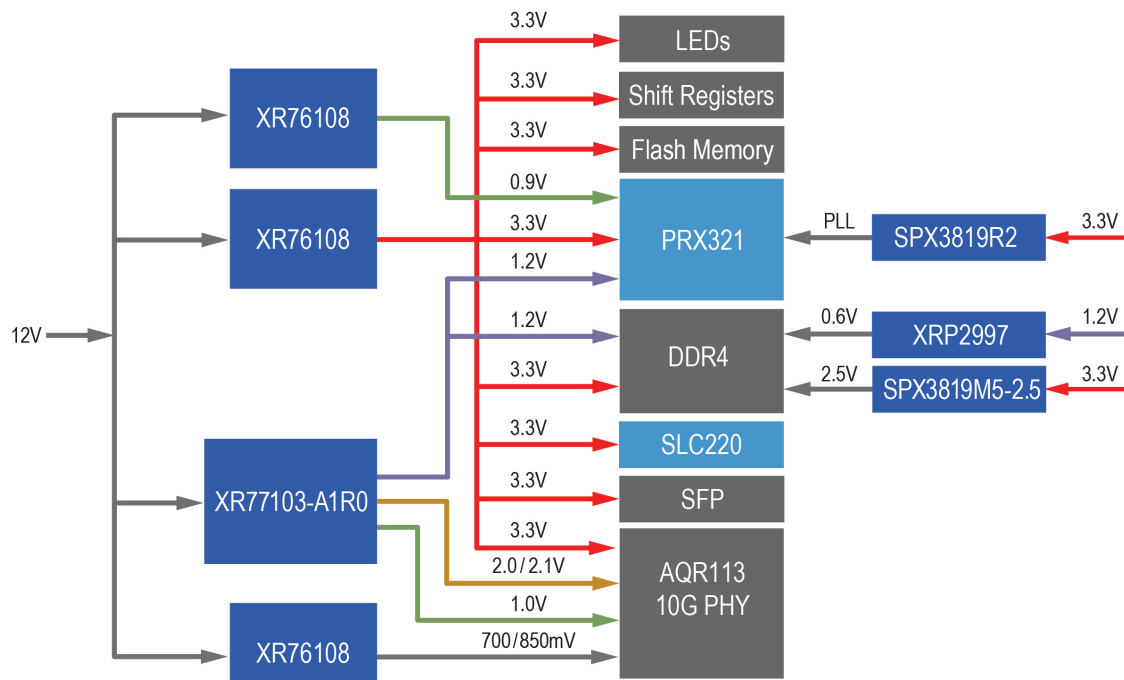 3.3V
LEDs
3.3V
Shift Registers
XR76108
3.3V
Flash Memory
0.9V
XR76108
3.3V
PRX321
PLL
SPX3819R2
3.3V
1.2V
12V
1.2V
DDR4
0.6V
XRP2997
1.2V
3.3V
2.5V
SPX3819M5-2.5
3.3V
3.3V
SLC220
XR77103-A1R0
3.3V
SFP
3.3V
2.0/2.1V
AQR113
10G PHY
1.0V
XR76108
700/850mV